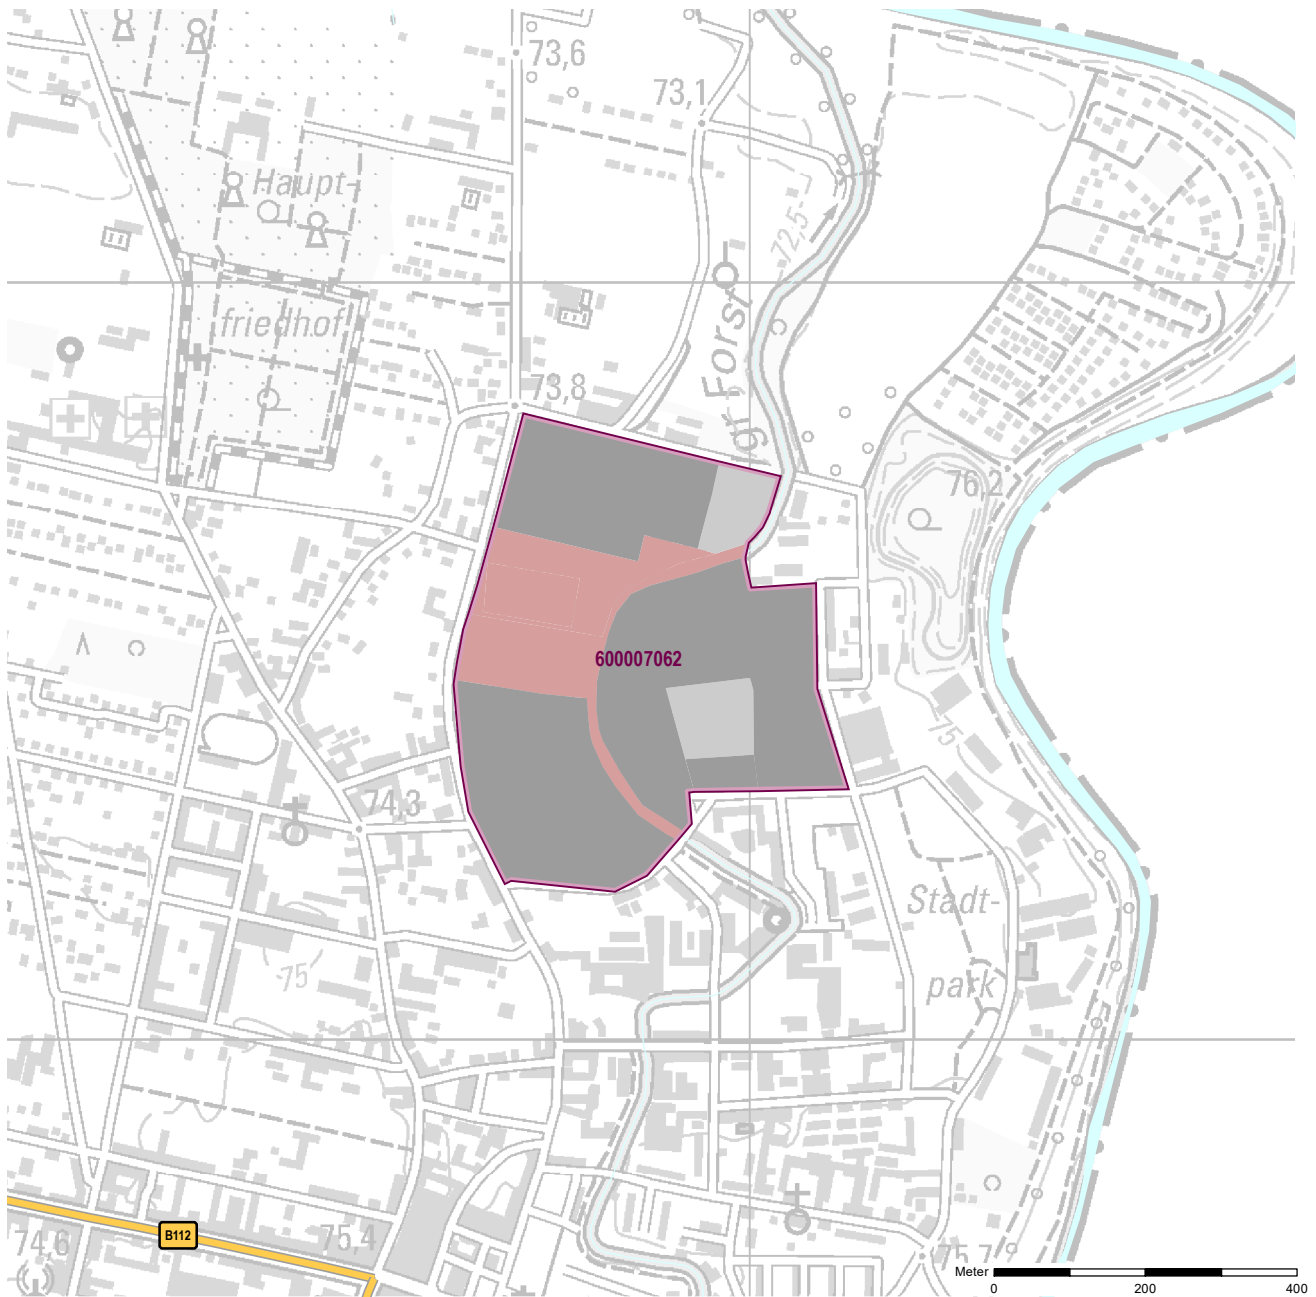 73,6
73,1
Haupt-
72,5
friedhof
Forst
73,8
gr
76,2
600007062
75
74,3
Stadt-
75
park
B112
74,6
75,4
75,7
Meter
0
200
400